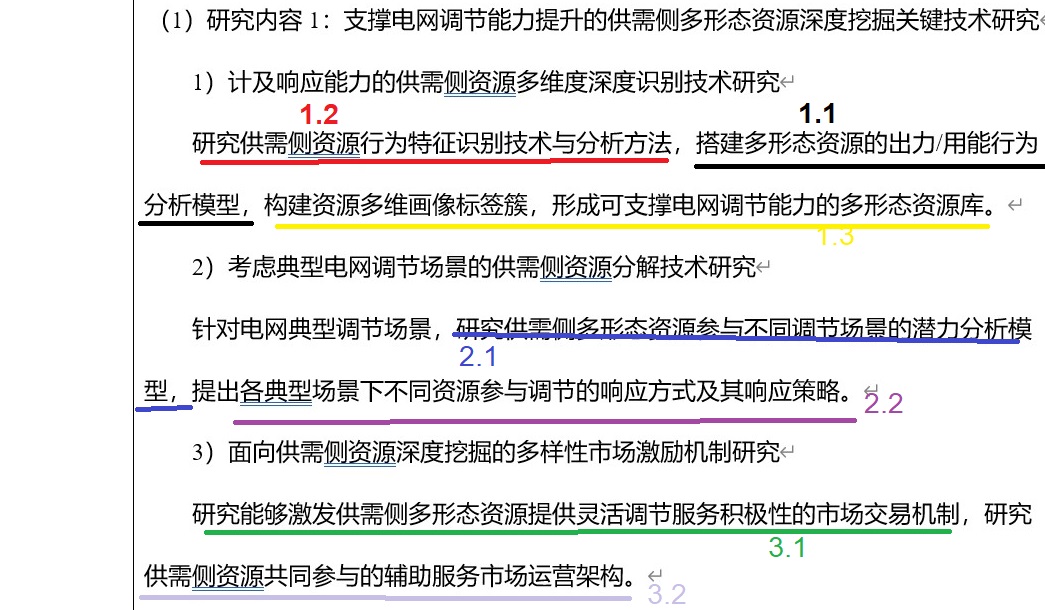 （1）研究内容1：支撑电网调节能力提升的供需侧多形态资源深度挖掘关键技术研究
1）计及响应能力的供需侧资源多维度深度识别技术研究
1.2
1.1
研究供需侧资源行为特征识别技术与分析方法，搭建多形态资源的出力/用能行为
分析模型，构建资源多维画像标签簇，形成可支撑电网调节能力的多形态资源库。
1.3
2）考虑典型电网调节场景的供需侧资源分解技术研究
针对电网典型调节场景，研究供需侧多形态资源参与不同调节场景的潜力分析模
2.1
型，提出各典型场景下不同资源参与调节的响应方式及其响应策略。
2.2
3）面向供需侧资源深度挖掘的多样性市场激励机制研究
研究能够激发供需侧多形态资源提供灵活调节服务积极性的市场交易机制，研究
3.1
供需侧资源共同参与的辅助服务市场运营架构。
3.2